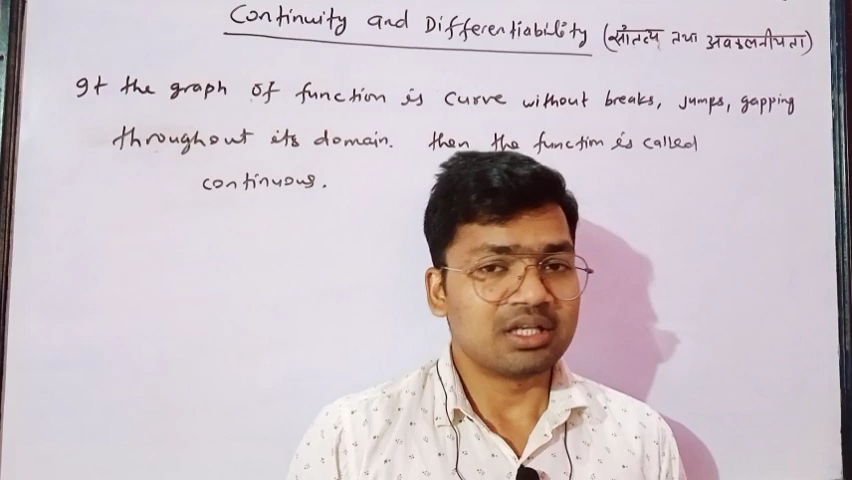 Continuity and Differentiability (सांतत्य तथा अवकलनीयता)
If the graph of function is curve without breaks, jumps, gapping
throughout its domain. then the function is called
continuous.